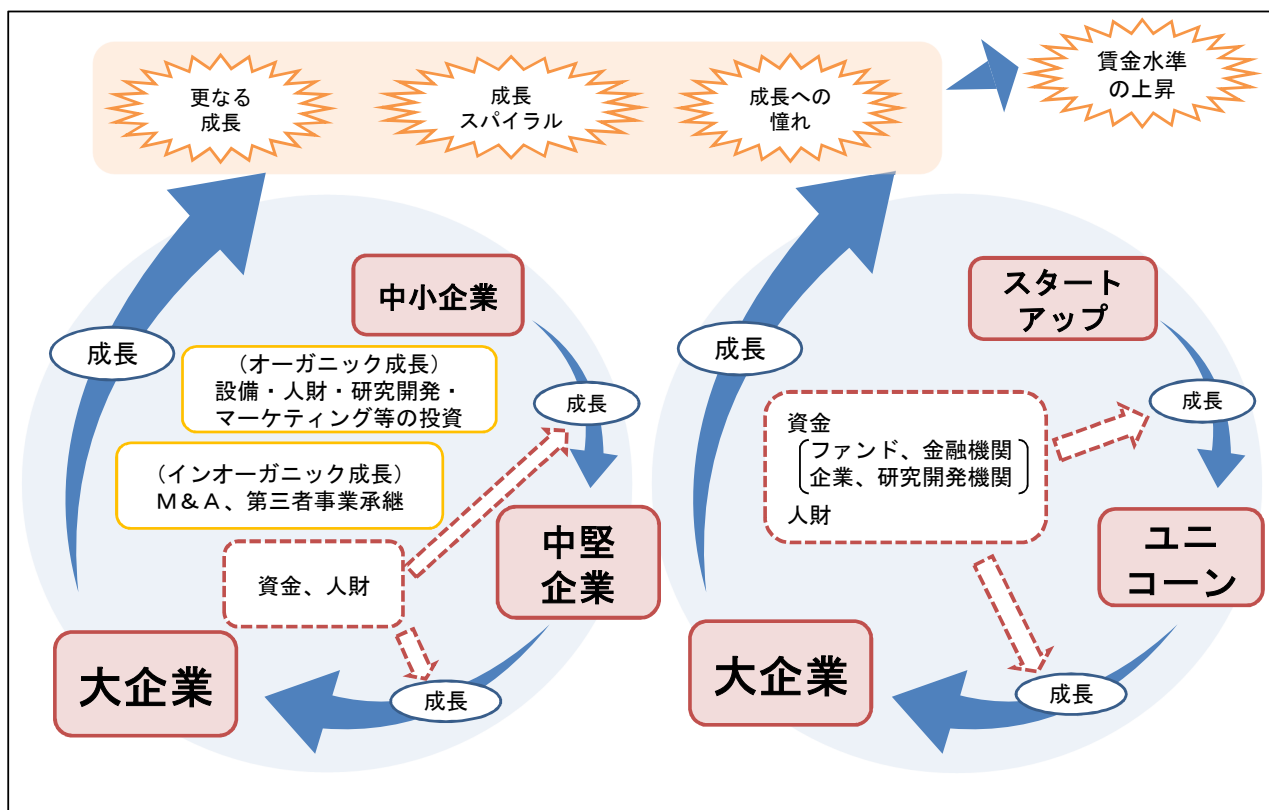 更なる
成長
成長
スパイラル
成長への
憧れ
賃金水準
の上昇
中小企業
成長
(オーガニック成長)
設備・人財・研究開発・
マーケティング等の投資
成長
(インオーガニック成長)
M&A、第三者事業承継
資金、人財
中堅
企業
大企業
成長
スタート
アップ
成長
資金
ファンド、金融機関
企業、研究開発機関
人財
成長
ユニ
コーン
大企業
成長